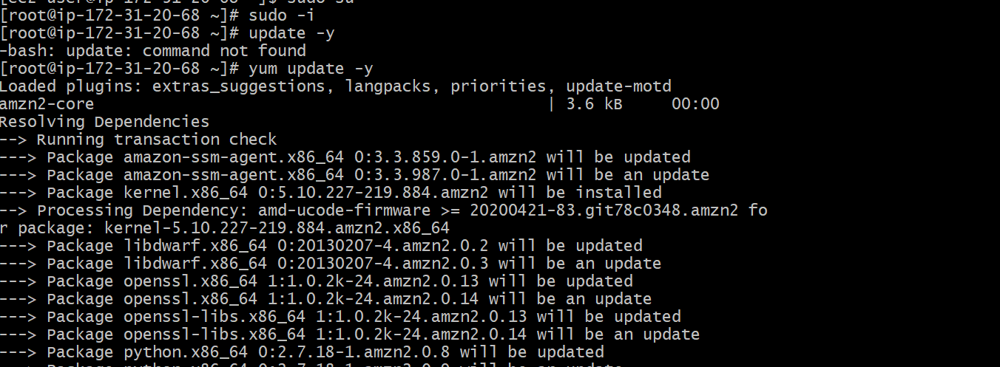 [ec2-user@ip-172-31-20-68 ~]$ sudo su
[root@ip-172-31-20-68 ~]# sudo -i
[root@ip-172-31-20-68 ~]# update -y
-bash: update: command not found
[root@ip-172-31-20-68 ~]# yum update -y
Loaded plugins: extras_suggestions, langpacks, priorities, update-motd
amzn2-core | 3.6 kB 00:00
Resolving Dependencies
--> Running transaction check
---> Package amazon-ssm-agent.x86_64 0:3.3.859.0-1.amzn2 will be updated
---> Package amazon-ssm-agent.x86_64 0:3.3.987.0-1.amzn2 will be an update
---> Package kernel.x86_64 0:5.10.227-219.884.amzn2 will be installed
--> Processing Dependency: amd-ucode-firmware >= 20200421-83.git78c0348.amzn2 fo
r package: kernel-5.10.227-219.884.amzn2.x86_64
---> Package libdwarf.x86_64 0:20130207-4.amzn2.0.2 will be updated
---> Package libdwarf.x86_64 0:20130207-4.amzn2.0.3 will be an update
---> Package openssl.x86_64 1:1.0.2k-24.amzn2.0.13 will be updated
---> Package openssl.x86_64 1:1.0.2k-24.amzn2.0.14 will be an update
---> Package openssl-libs.x86_64 1:1.0.2k-24.amzn2.0.13 will be updated
---> Package openssl-libs.x86_64 1:1.0.2k-24.amzn2.0.14 will be an update
---> Package python.x86_64 0:2.7.18-1.amzn2.0.8 will be updated